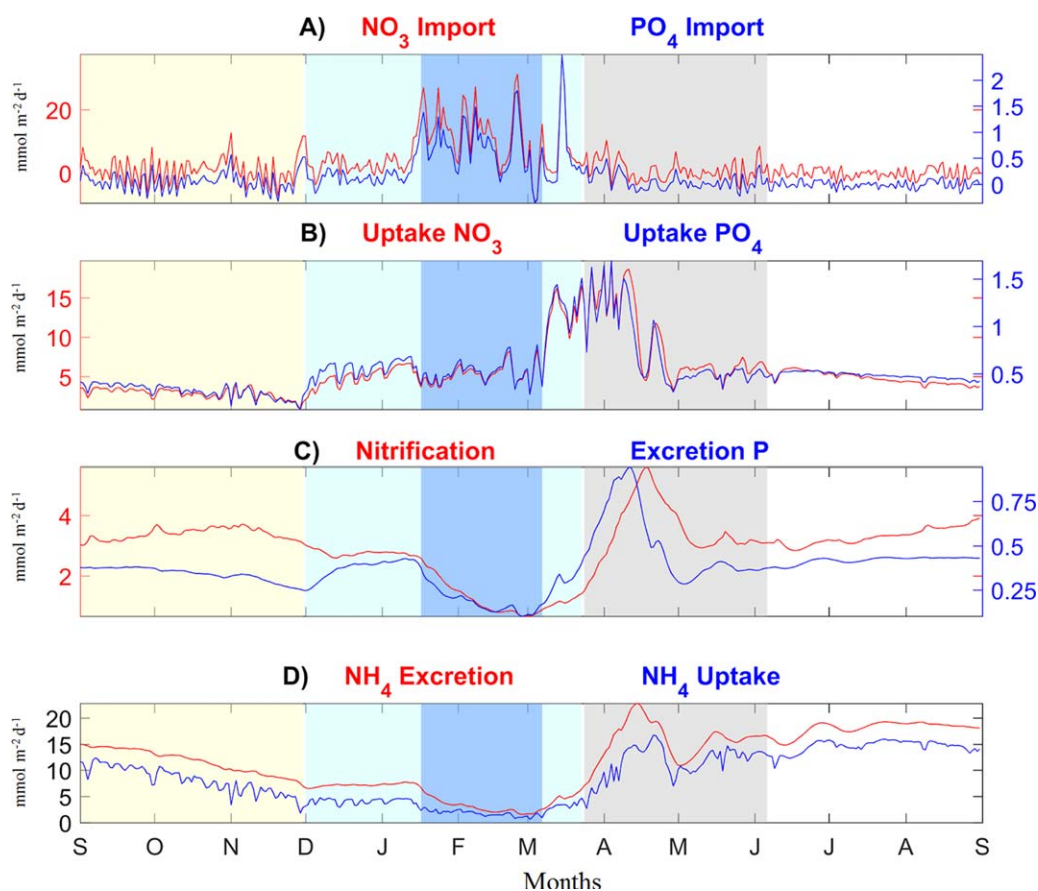 A) NO3 Import PO4 Import
mmol m-2 d-1
20
0
2
1.5
1
0.5
0
B) Uptake NO3 Uptake PO4
mmol m-2 d-1
15
10
5
1.5
1
0.5
C) Nitrification Excretion P
mmol m-2 d-1
4
2
0.75
0.5
0.25
D) NH4 Excretion NH4 Uptake
mmol m-2 d-1
20
15
10
5
0
S O N D J F M A M J J A S
Months